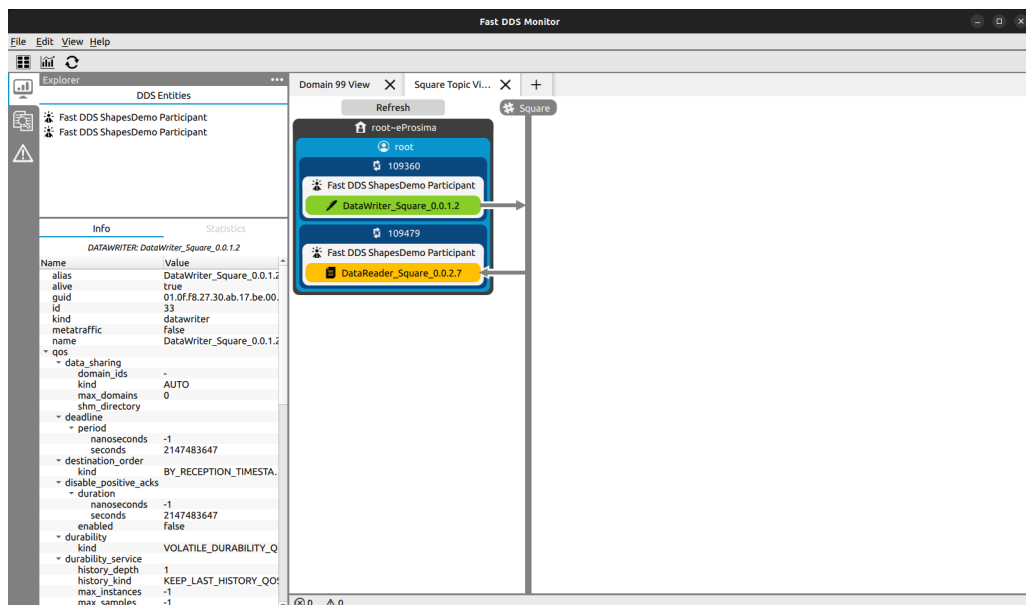 Fast DDS Monitor
File Edit View Help
Explorer
DDS Entities
Fast DDS ShapesDemo Participant
Fast DDS ShapesDemo Participant
Info Statistics
DATAWRITER: DataWriter_Square_0.0.1.2
Name Value
alias DataWriter_Square_0.0.1.2
alive true
guid 01.0f.f8.27.30.ab.17.be.00.
id 33
kind datawriter
metatraffic false
name DataWriter_Square_0.0.1.2
qos
data_sharing
domain_ids -
kind AUTO
max_domains 0
shm_directory
deadline
period
nanoseconds -1
seconds 2147483647
destination_order
kind BY_RECEPTION_TIMESTA.
disable_positive_acks
duration
nanoseconds -1
seconds 2147483647
enabled false
durability
kind VOLATILE_DURABILITY_Q
durability_service
history_depth 1
history_kind KEEP_LAST_HISTORY_QOS
max_instances -1
max_samples -1
Domain 99 View Square Topic Vi... +
Refresh Square
root~eProsima
root
109360
Fast DDS ShapesDemo Participant
DataWriter_Square_0.0.1.2
109479
Fast DDS ShapesDemo Participant
DataReader_Square_0.0.2.7
0 0